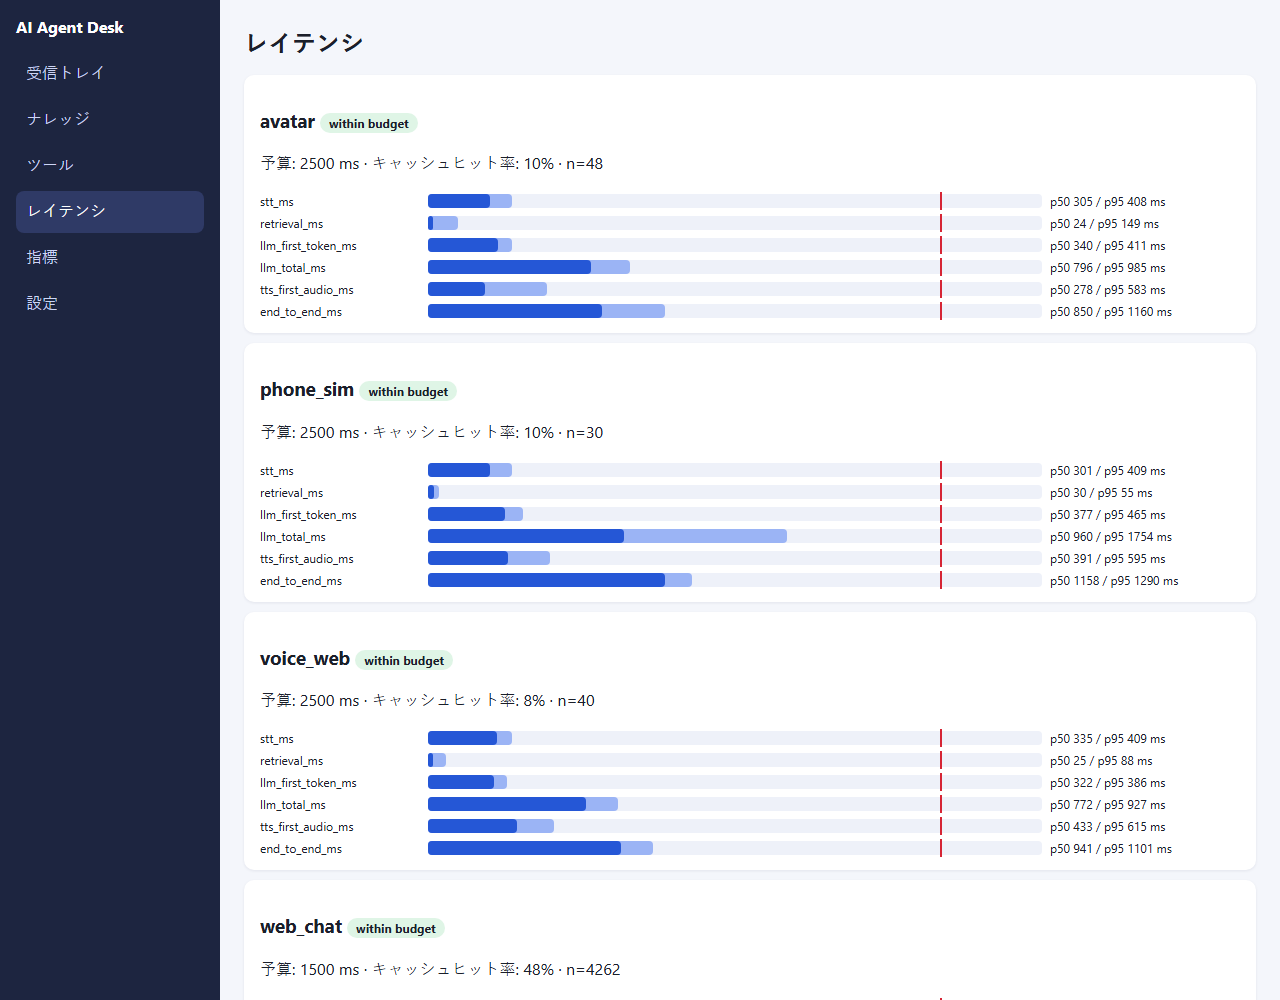 AI Agent Desk
受信トレイ
ナレッジ
ツール
レイテンシ
指標
設定
レイテンシ
avatar within budget
予算: 2500 ms · キャッシュヒット率: 10% · n=48
stt_ms p50 305 / p95 408 ms
retrieval_ms p50 24 / p95 149 ms
llm_first_token_ms p50 340 / p95 411 ms
llm_total_ms p50 796 / p95 985 ms
tts_first_audio_ms p50 278 / p95 583 ms
end_to_end_ms p50 850 / p95 1160 ms
phone_sim within budget
予算: 2500 ms · キャッシュヒット率: 10% · n=30
stt_ms p50 301 / p95 409 ms
retrieval_ms p50 30 / p95 55 ms
llm_first_token_ms p50 377 / p95 465 ms
llm_total_ms p50 960 / p95 1754 ms
tts_first_audio_ms p50 391 / p95 595 ms
end_to_end_ms p50 1158 / p95 1290 ms
voice_web within budget
予算: 2500 ms · キャッシュヒット率: 8% · n=40
stt_ms p50 335 / p95 409 ms
retrieval_ms p50 25 / p95 88 ms
llm_first_token_ms p50 322 / p95 386 ms
llm_total_ms p50 772 / p95 927 ms
tts_first_audio_ms p50 433 / p95 615 ms
end_to_end_ms p50 941 / p95 1101 ms
web_chat within budget
予算: 1500 ms · キャッシュヒット率: 48% · n=4262